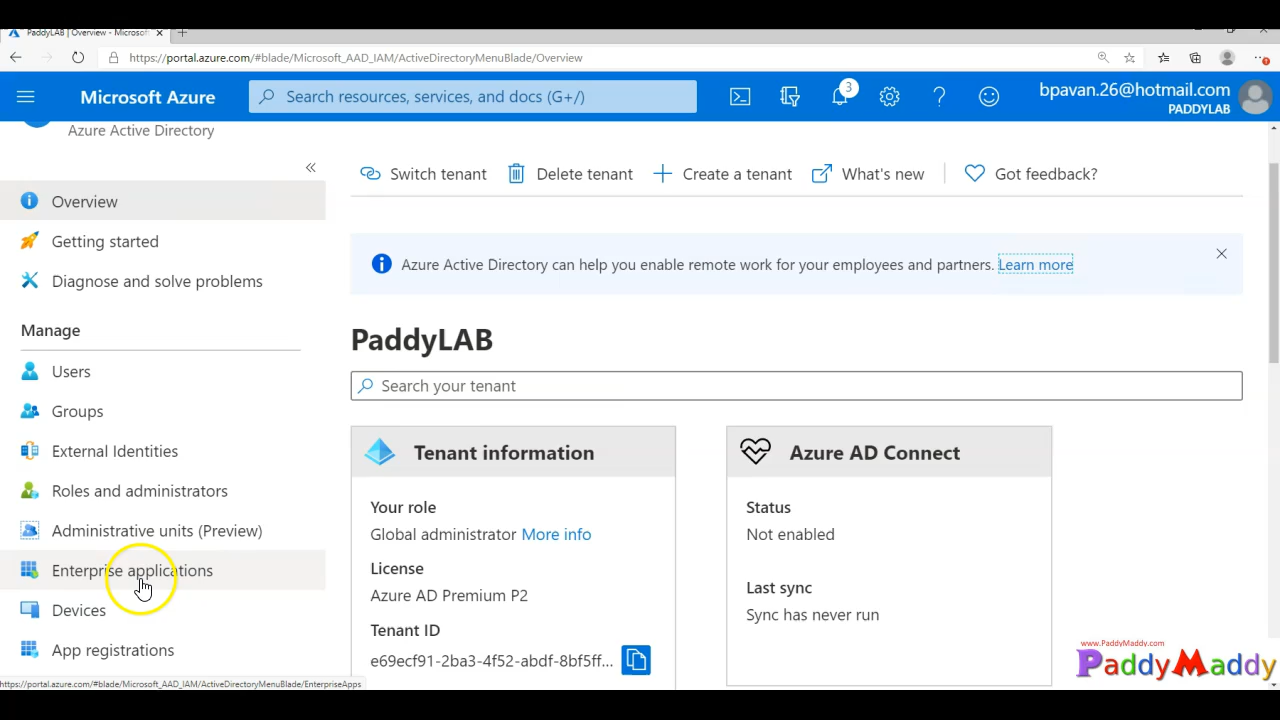 PaddyLAB | Overview - Microsoft
https://portal.azure.com/#blade/Microsoft_AAD_IAM/ActiveDirectoryMenuBlade/Overview
Microsoft Azure
Search resources, services, and docs (G+/)
3
bpavan.26@hotmail.com
PADDYLAB
Azure Active Directory
Switch tenant
Delete tenant
Create a tenant
What's new
Got feedback?
Overview
Getting started
Diagnose and solve problems
Manage
Users
Groups
External Identities
Roles and administrators
Administrative units (Preview)
Enterprise applications
Devices
App registrations
Azure Active Directory can help you enable remote work for your employees and partners. Learn more
PaddyLAB
Search your tenant
Tenant information
Your role
Global administrator More info
License
Azure AD Premium P2
Tenant ID
e69ecf91-2ba3-4f52-abdf-8bf5ff...
Azure AD Connect
Status
Not enabled
Last sync
Sync has never run
www.PaddyMaddy.com
PaddyMaddy
https://portal.azure.com/#blade/Microsoft_AAD_IAM/ActiveDirectoryMenuBlade/EnterpriseApps